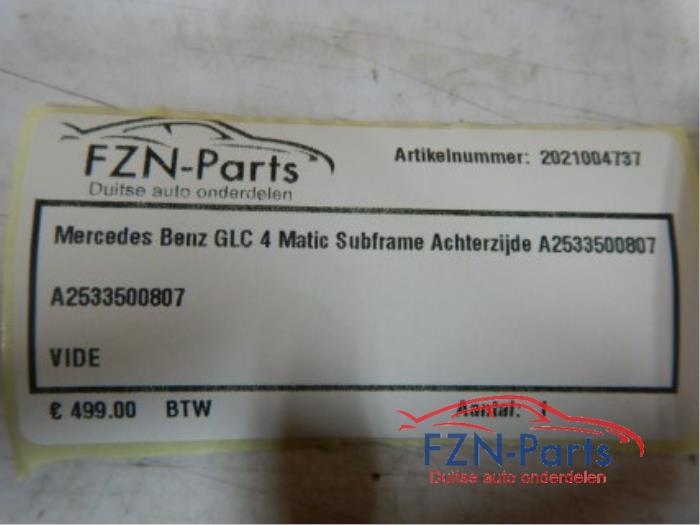 FZN-Parts
Duitse auto onderdelen
Artikelnummer: 2021004737
Mercedes Benz GLC 4 Matic Subframe Achterzijde A2533500807
A2533500807
VIDE
€ 499.00 BTW
Aantal: 1
FZN-Parts
Duitse auto onderdelen